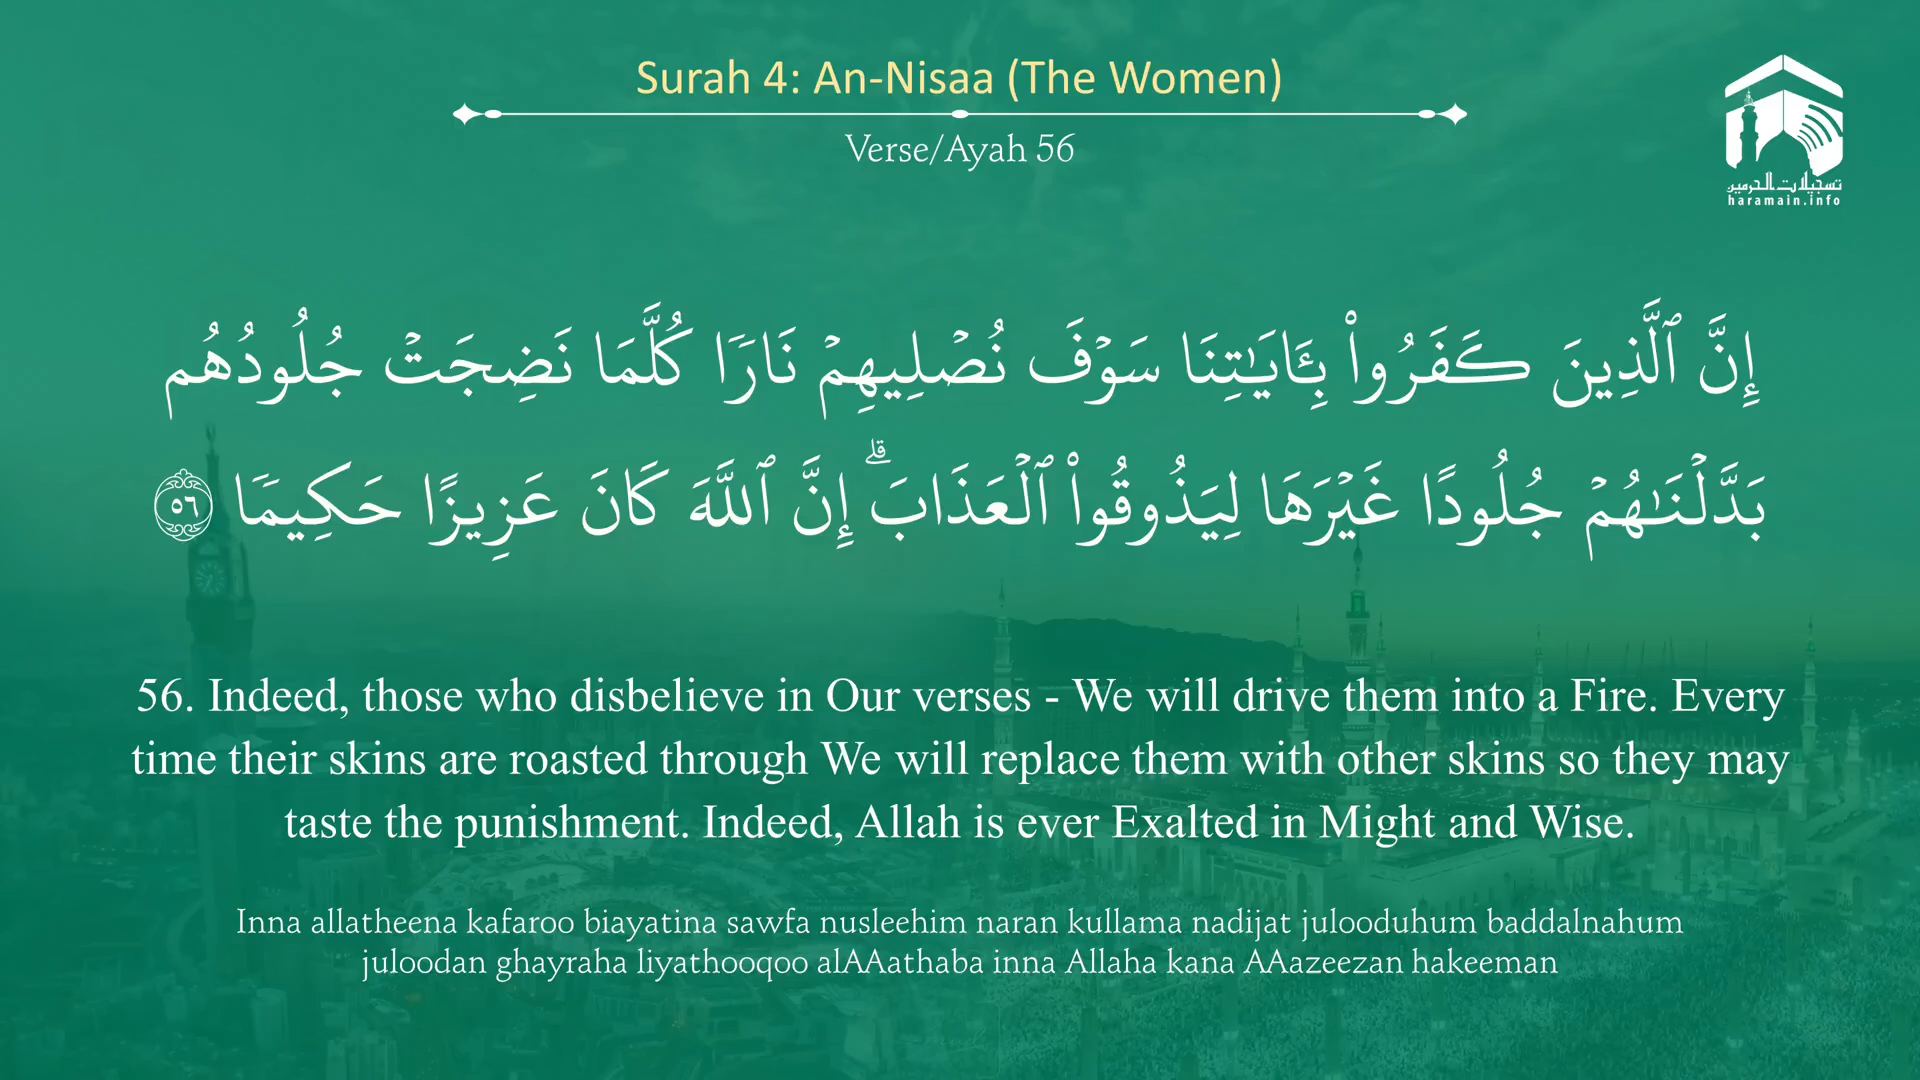 Surah 4: An-Nisaa (The Women)
Verse/Ayah 56
تسجيلات الحرمين
haramain.info
إِنَّ ٱلَّذِينَ كَفَرُوا۟ بِـَٔايَـٰتِنَا سَوْفَ نُصْلِيهِمْ نَارًۭا كُلَّمَا نَضِجَتْ جُلُودُهُم
بَدَّلْنَـٰهُمْ جُلُودًا غَيْرَهَا لِيَذُوقُوا۟ ٱلْعَذَابَ ۗ إِنَّ ٱللَّهَ كَانَ عَزِيزًا حَكِيمًۭا ٥٦
56. Indeed, those who disbelieve in Our verses - We will drive them into a Fire. Every
time their skins are roasted through We will replace them with other skins so they may
taste the punishment. Indeed, Allah is ever Exalted in Might and Wise.
Inna allatheena kafaroo biayatina sawfa nusleehim naran kullama nadijat julooduhum baddalnahum
juloodan ghayraha liyathooqoo alAAathaba inna Allaha kana AAazeezan hakeeman